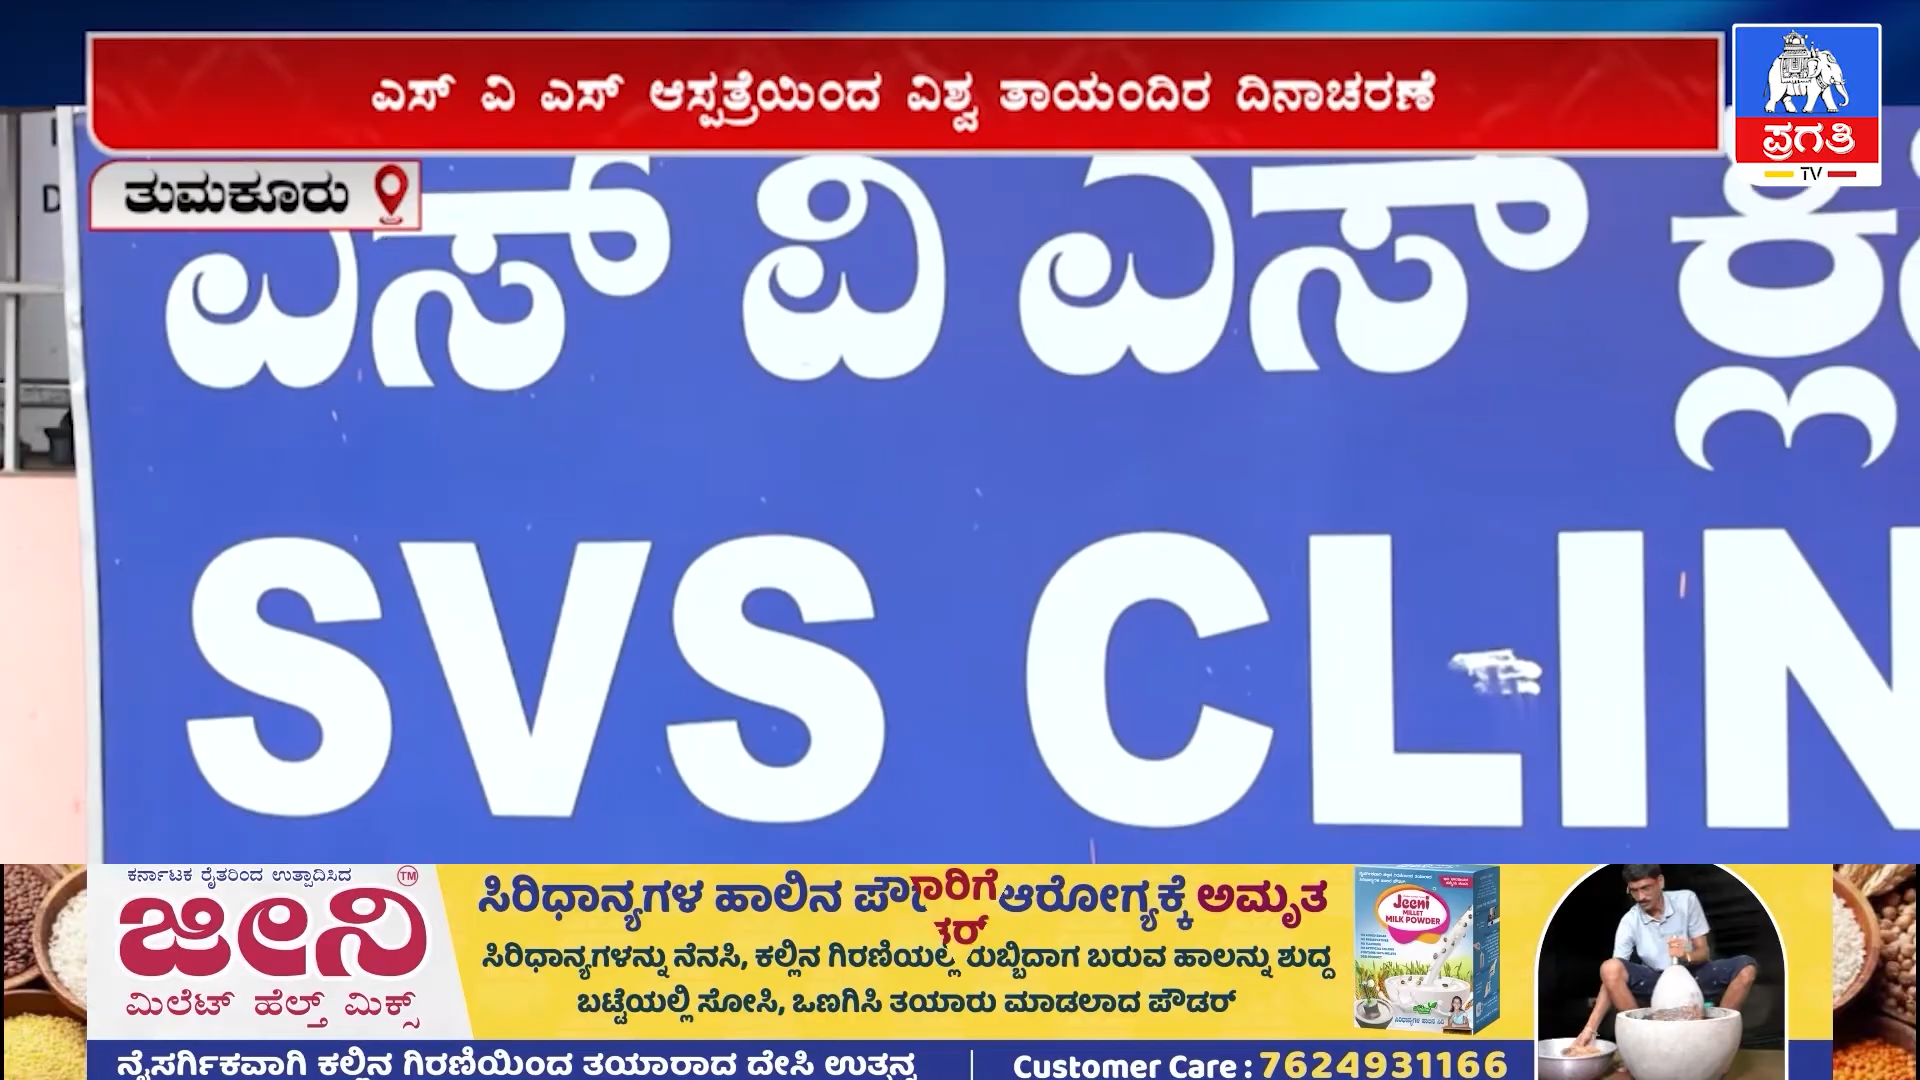 ಎಸ್ ವಿ ಎಸ್ ಆಸ್ಪತ್ರೆಯಿಂದ ವಿಶ್ವ ತಾಯಂದಿರ ದಿನಾಚರಣೆ
ಪ್ರಗತಿ
TV
ತುಮಕೂರು
ಎಸ್ ವಿ ಎಸ್
SVS CLIN
ಕರ್ನಾಟಕ ರೈತರಿಂದ ಉತ್ಪಾದಿಸಿದ
ಜೀನಿ TM
ಮಿಲೆಟ್ ಹೆಲ್ತ್ ಮಿಕ್ಸ್
ಸಿರಿಧಾನ್ಯಗಳ ಹಾಲಿನ ಆರೋಗ್ಯಕ್ಕೆ ಅಮೃತ
ಸಿರಿಧಾನ್ಯಗಳನ್ನು ನೆನಸಿ, ಕಲ್ಲಿನ ಗಿರಣಿಯಲ್ಲಿ ರುಬ್ಬಿದಾಗ ಬರುವ ಹಾಲನ್ನು ಶುದ್ದ
ಬಟ್ಟೆಯಲ್ಲಿ ಸೋಸಿ, ಒಣಗಿಸಿ ತಯಾರು ಮಾಡಲಾದ ಪೌಡರ್
Jeeni
MILLET
MILK POWDER
ನೈಸರ್ಗಿಕವಾಗಿ ಕಲ್ಲಿನ ಗಿರಣಿಯಿಂದ ತಯಾರಾದ ದೇಸಿ ಉತ್ಪನ್ನ
Customer Care : 7624931166